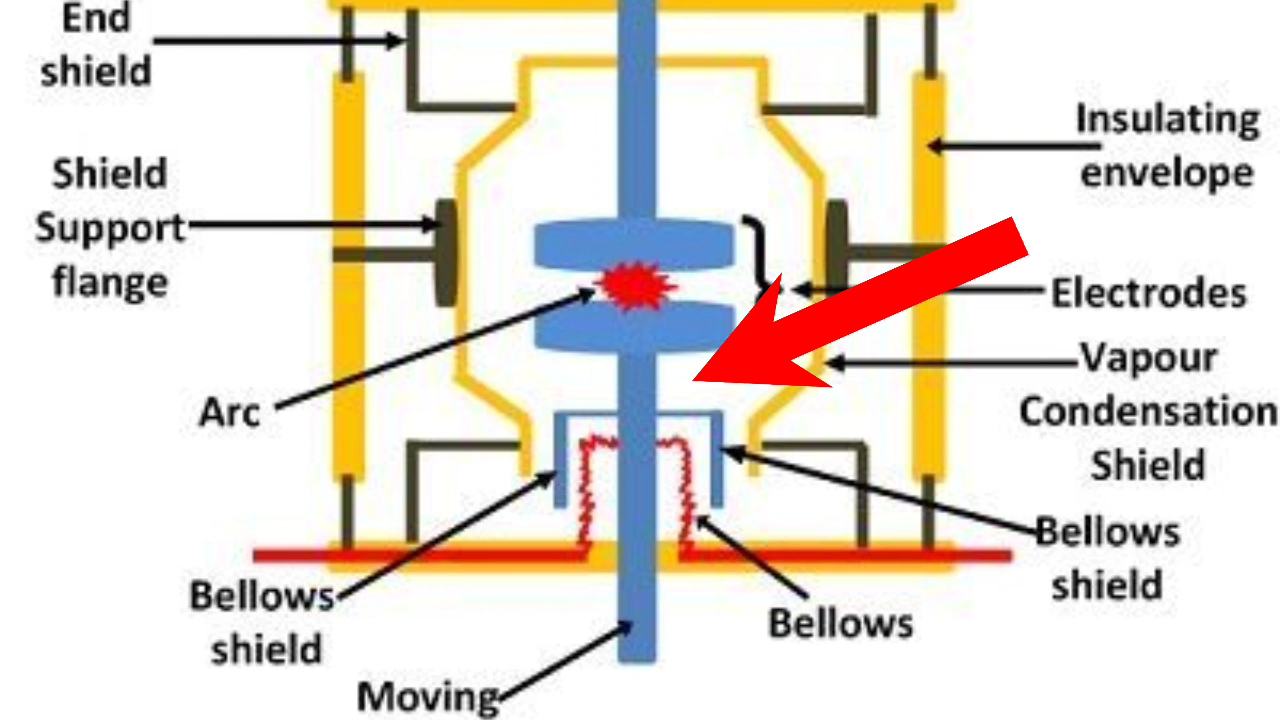 End
shield
Insulating
envelope
Shield
Support
flange
Electrodes
Vapour
Condensation
Shield
Arc
Bellows
shield
Bellows
shield
Bellows
Moving